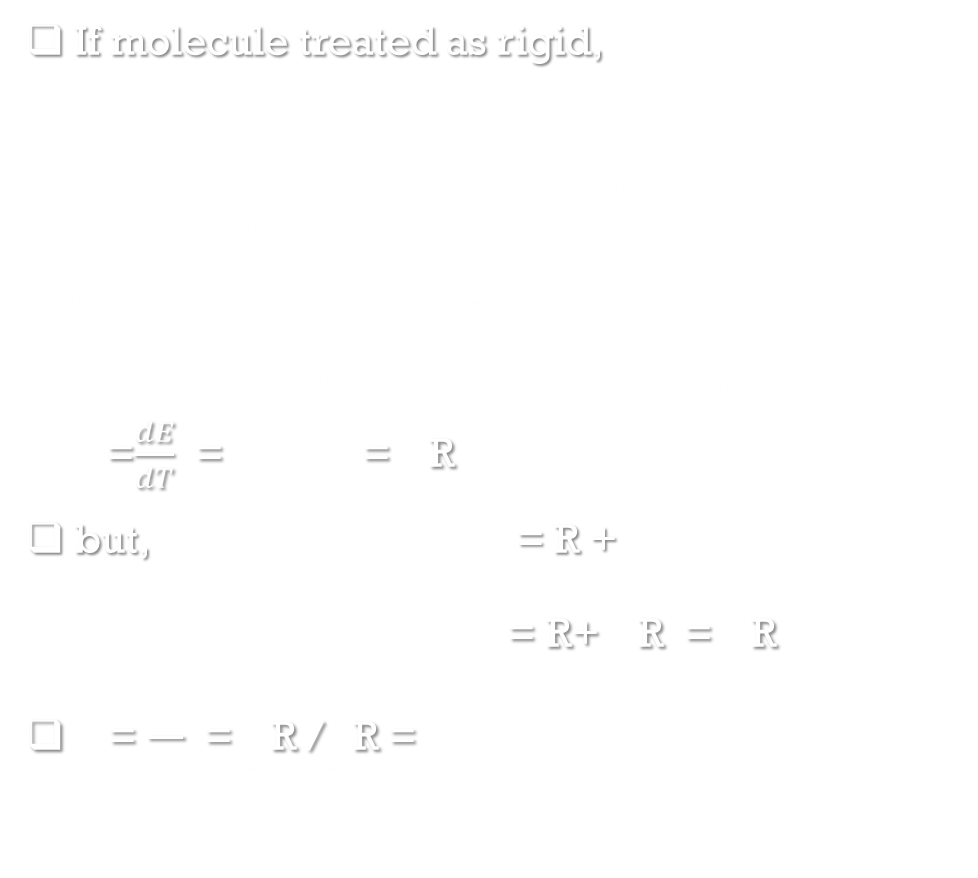 ❑ If molecule treated as rigid,
= dE/dT = = R
❑ but, = R +
= R+ R = R
❑ = — = R / R =